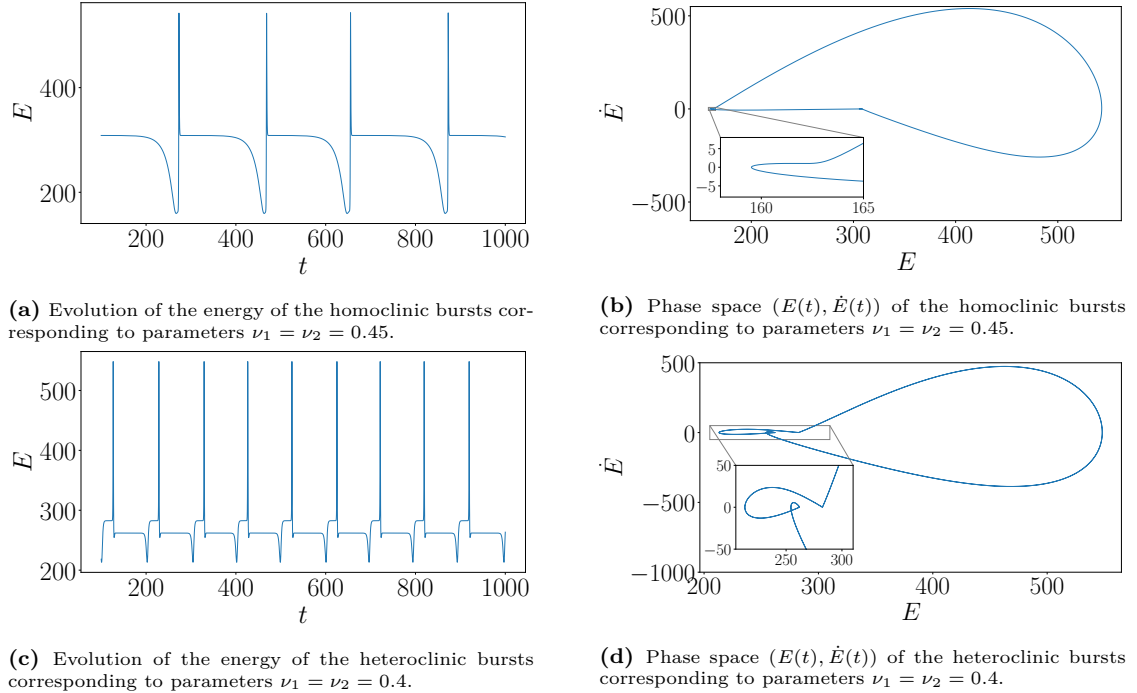 400
200
E
200
400
600
800
1000
t
500
0
−500
Ė
5
0
−5
160
165
200
300
400
500
E
(a) Evolution of the energy of the homoclinic bursts cor-
responding to parameters ν₁ = ν₂ = 0.45.
(b) Phase space (E(t), Ė(t)) of the homoclinic bursts
corresponding to parameters ν₁ = ν₂ = 0.45.
500
400
300
200
E
200
400
600
800
1000
t
500
0
−500
−1000
Ė
50
0
−50
250
300
200
300
400
500
E
(c) Evolution of the energy of the heteroclinic bursts
corresponding to parameters ν₁ = ν₂ = 0.4.
(d) Phase space (E(t), Ė(t)) of the heteroclinic bursts
corresponding to parameters ν₁ = ν₂ = 0.4.